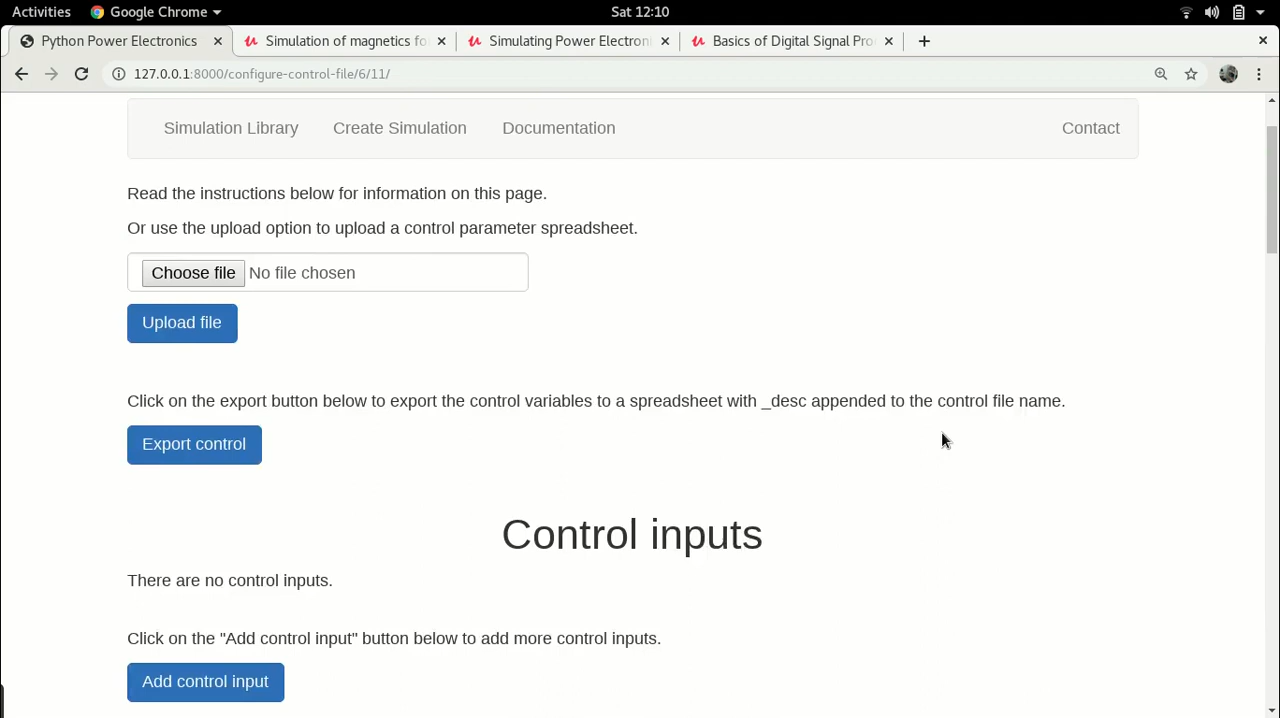 Activities Google Chrome Sat 12:10
Python Power Electronics Simulation of magnetics fo Simulating Power Electroni Basics of Digital Signal Pro
127.0.0.1:8000/configure-control-file/6/11/
Simulation Library Create Simulation Documentation Contact
Read the instructions below for information on this page.
Or use the upload option to upload a control parameter spreadsheet.
Choose file No file chosen
Upload file
Click on the export button below to export the control variables to a spreadsheet with _desc appended to the control file name.
Export control
Control inputs
There are no control inputs.
Click on the "Add control input" button below to add more control inputs.
Add control input